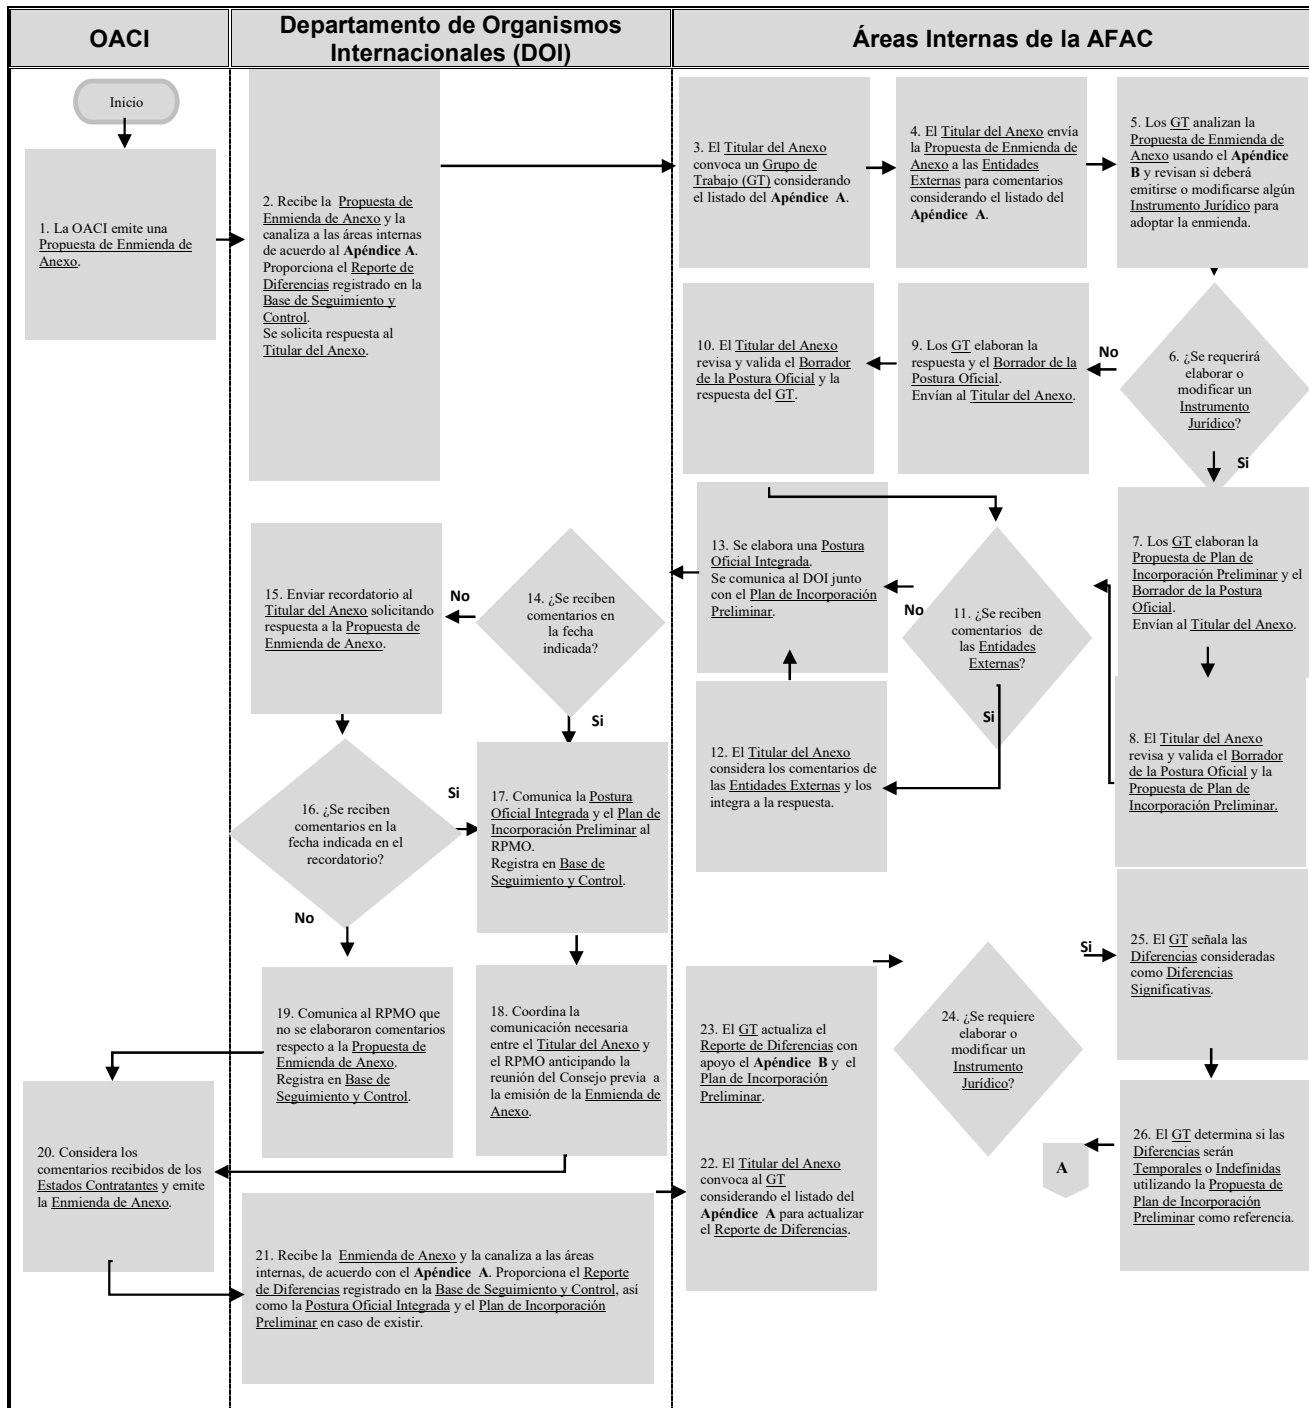 OACI
Departamento de Organismos
Internacionales (DOI)
Áreas Internas de la AFAC
Inicio
1. La OACI emite una
Propuesta de Enmienda de
Anexo.
2. Recibe la Propuesta de
Enmienda de Anexo y la
canaliza a las áreas internas
de acuerdo al Apéndice A.
Proporciona el Reporte de
Diferencias registrado en la
Base de Seguimiento y
Control.
Se solicita respuesta al
Titular del Anexo.
3. El Titular del Anexo
convoca un Grupo de
Trabajo (GT) considerando
el listado del Apéndice A.
4. El Titular del Anexo envía
la Propuesta de Enmienda de
Anexo a las Entidades
Externas para comentarios
considerando el listado del
Apéndice A.
5. Los GT analizan la
Propuesta de Enmienda de
Anexo usando el Apéndice
B y revisan si deberá
emitirse o modificarse algún
Instrumento Jurídico para
adoptar la enmienda.
6. ¿Se requerirá
elaborar o
modificar un
Instrumento
Jurídico?
No
Si
9. Los GT elaboran la
respuesta y el Borrador de la
Postura Oficial.
Envían al Titular del Anexo.
10. El Titular del Anexo
revisa y valida el Borrador
de la Postura Oficial y la
respuesta del GT.
7. Los GT elaboran la
Propuesta de Plan de
Incorporación Preliminar y el
Borrador de la Postura
Oficial.
Envían al Titular del Anexo.
8. El Titular del Anexo
revisa y valida el Borrador
de la Postura Oficial y la
Propuesta de Plan de
Incorporación Preliminar.
11. ¿Se reciben
comentarios de
las Entidades
Externas?
No
Si
13. Se elabora una Postura
Oficial Integrada.
Se comunica al DOI junto
con el Plan de Incorporación
Preliminar.
12. El Titular del Anexo
considera los comentarios de
las Entidades Externas y los
integra a la respuesta.
14. ¿Se reciben
comentarios en
la fecha
indicada?
No
Si
15. Enviar recordatorio al
Titular del Anexo solicitando
respuesta a la Propuesta de
Enmienda de Anexo.
16. ¿Se reciben
comentarios en la
fecha indicada en el
recordatorio?
Si
No
17. Comunica la Postura
Oficial Integrada y el Plan de
Incorporación Preliminar al
RPMO.
Registra en Base de
Seguimiento y Control.
18. Coordina la
comunicación necesaria
entre el Titular del Anexo y
el RPMO anticipando la
reunión del Consejo previa a
la emisión de la Enmienda de
Anexo.
19. Comunica al RPMO que
no se elaboraron comentarios
respecto a la Propuesta de
Enmienda de Anexo.
Registra en Base de
Seguimiento y Control.
20. Considera los
comentarios recibidos de los
Estados Contratantes y emite
la Enmienda de Anexo.
21. Recibe la Enmienda de Anexo y la canaliza a las áreas
internas, de acuerdo con el Apéndice A. Proporciona el Reporte
de Diferencias registrado en la Base de Seguimiento y Control, así
como la Postura Oficial Integrada y el Plan de Incorporación
Preliminar en caso de existir.
23. El GT actualiza el
Reporte de Diferencias con
apoyo el Apéndice B y el
Plan de Incorporación
Preliminar.
22. El Titular del Anexo
convoca al GT
considerando el listado del
Apéndice A para actualizar
el Reporte de Diferencias.
24. ¿Se requiere
elaborar o
modificar un
Instrumento
Jurídico?
Si
25. El GT señala las
Diferencias consideradas
como Diferencias
Significativas.
26. El GT determina si las
Diferencias serán
Temporales o Indefinidas
utilizando la Propuesta de
Plan de Incorporación
Preliminar como referencia.
A